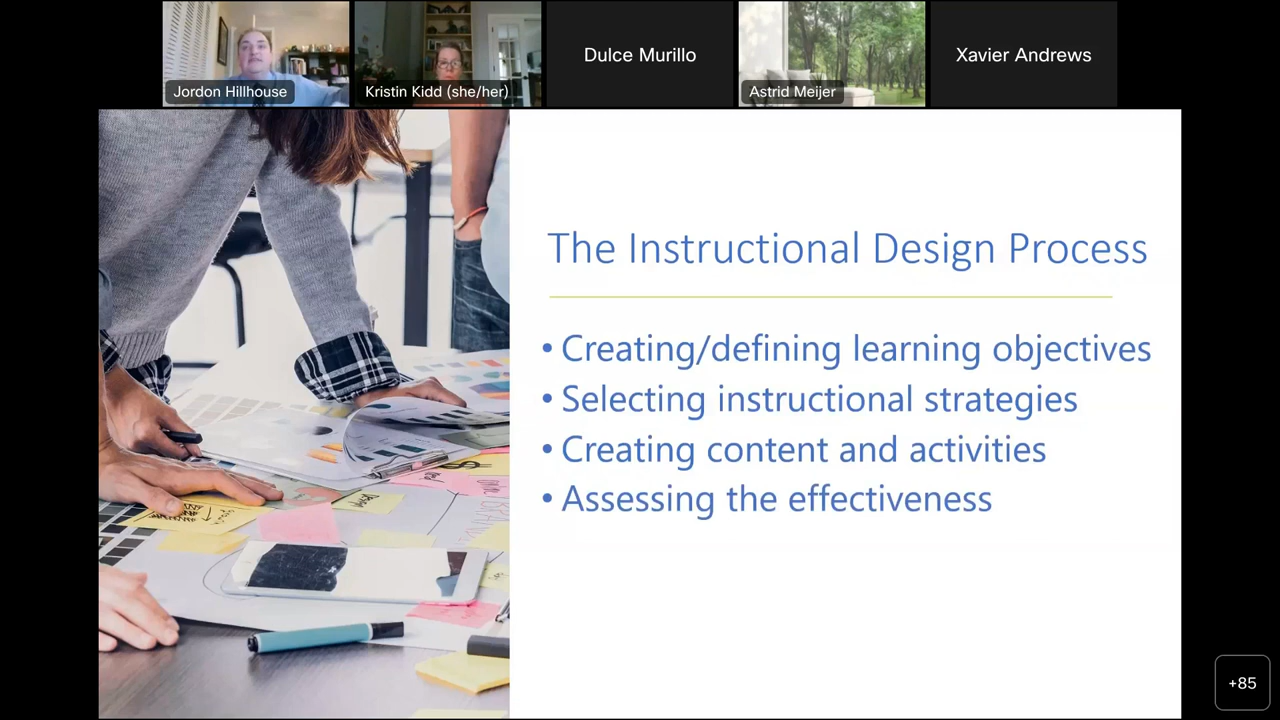 Jordon Hillhouse
Kristin Kidd (she/her)
Dulce Murillo
Astrid Meijer
Xavier Andrews
The Instructional Design Process
• Creating/defining learning objectives
• Selecting instructional strategies
• Creating content and activities
• Assessing the effectiveness
+85